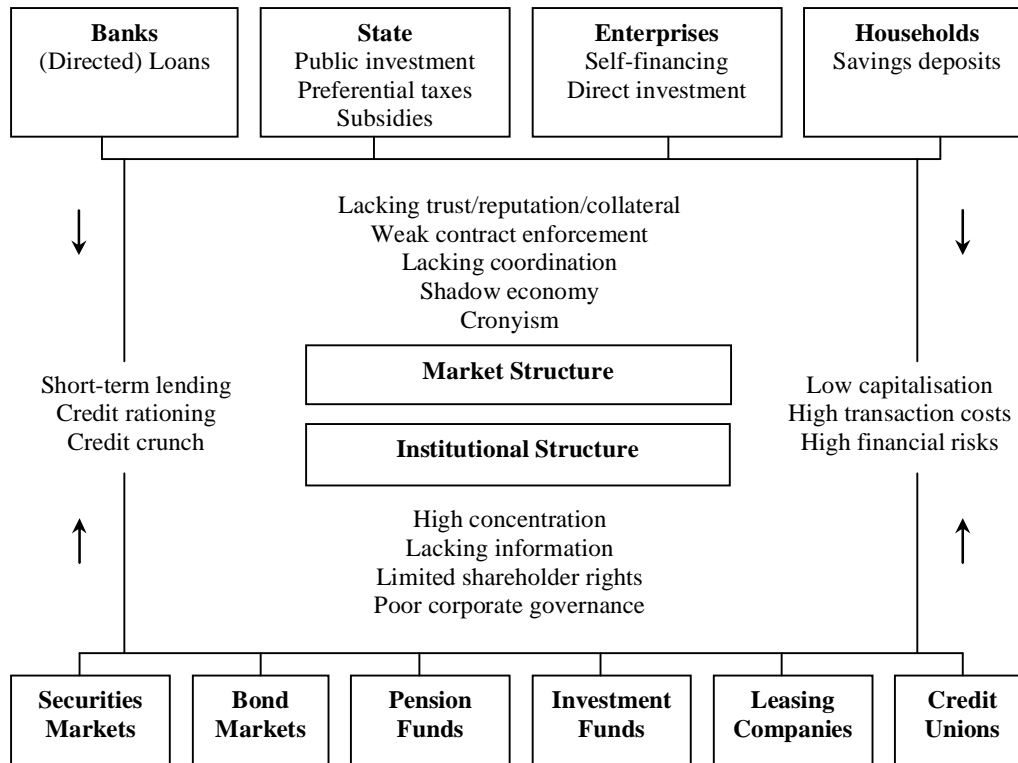 Banks
(Directed) Loans
State
Public investment
Preferential taxes
Subsidies
Enterprises
Self-financing
Direct investment
Households
Savings deposits
Lacking trust/reputation/collateral
Weak contract enforcement
Lacking coordination
Shadow economy
Cronyism
Market Structure
Short-term lending
Credit rationing
Credit crunch
Low capitalisation
High transaction costs
High financial risks
Institutional Structure
High concentration
Lacking information
Limited shareholder rights
Poor corporate governance
Securities
Markets
Bond
Markets
Pension
Funds
Investment
Funds
Leasing
Companies
Credit
Unions